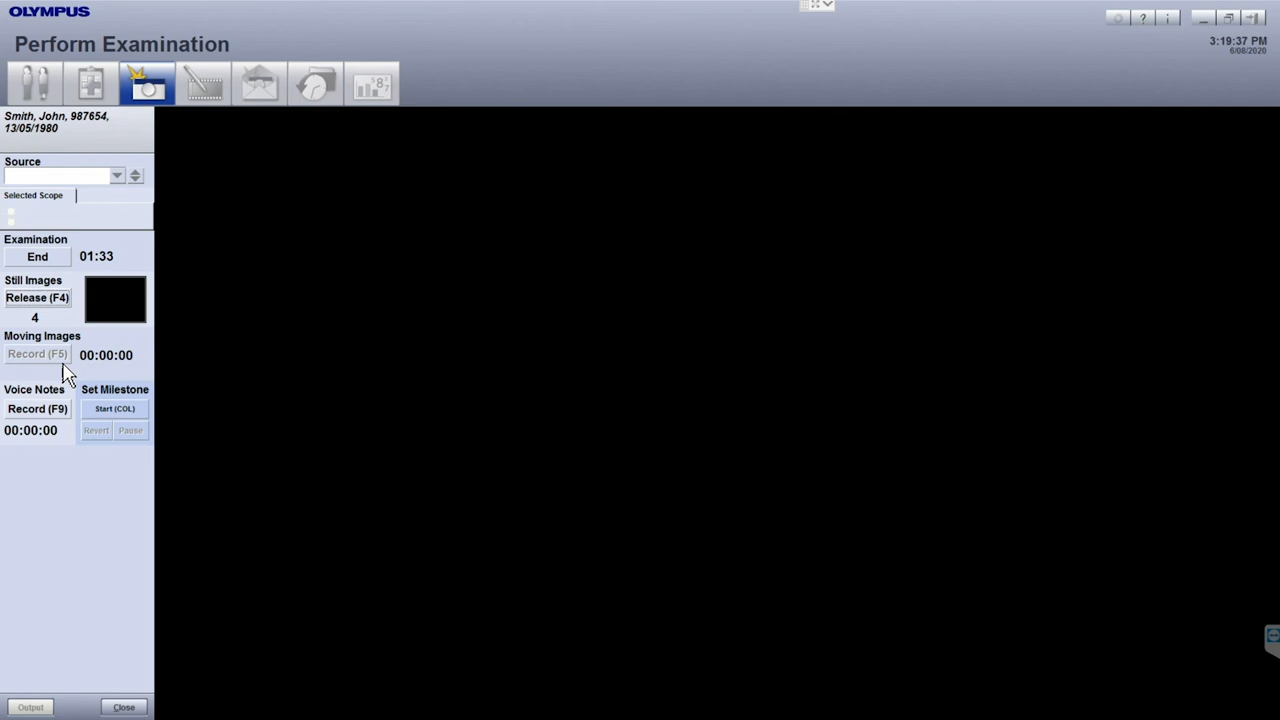 OLYMPUS
?
i
Perform Examination
3:19:37 PM
6/08/2020
Smith, John, 987654,
13/05/1980
Source
Selected Scope
Examination
End 01:33
Still Images
Release (F4)
4
Moving Images
Record (F5) 00:00:00
Voice Notes Set Milestone
Record (F9) Start (COL)
00:00:00 Revert Pause
Output Close